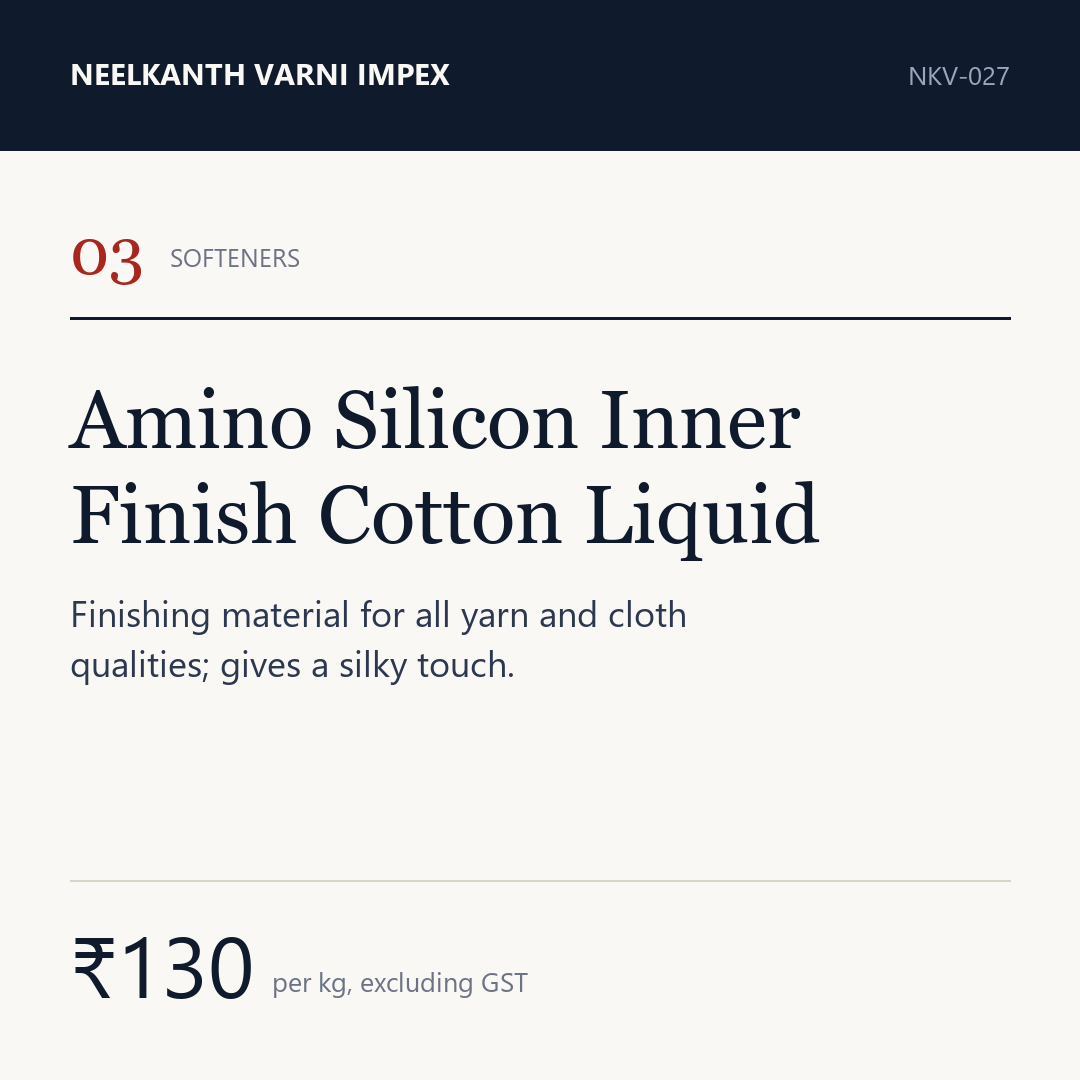 NEELKANTH VARNI IMPEX
NKV-027
03 SOFTENERS
Amino Silicon Inner
Finish Cotton Liquid
Finishing material for all yarn and cloth
qualities; gives a silky touch.
₹130 per kg, excluding GST